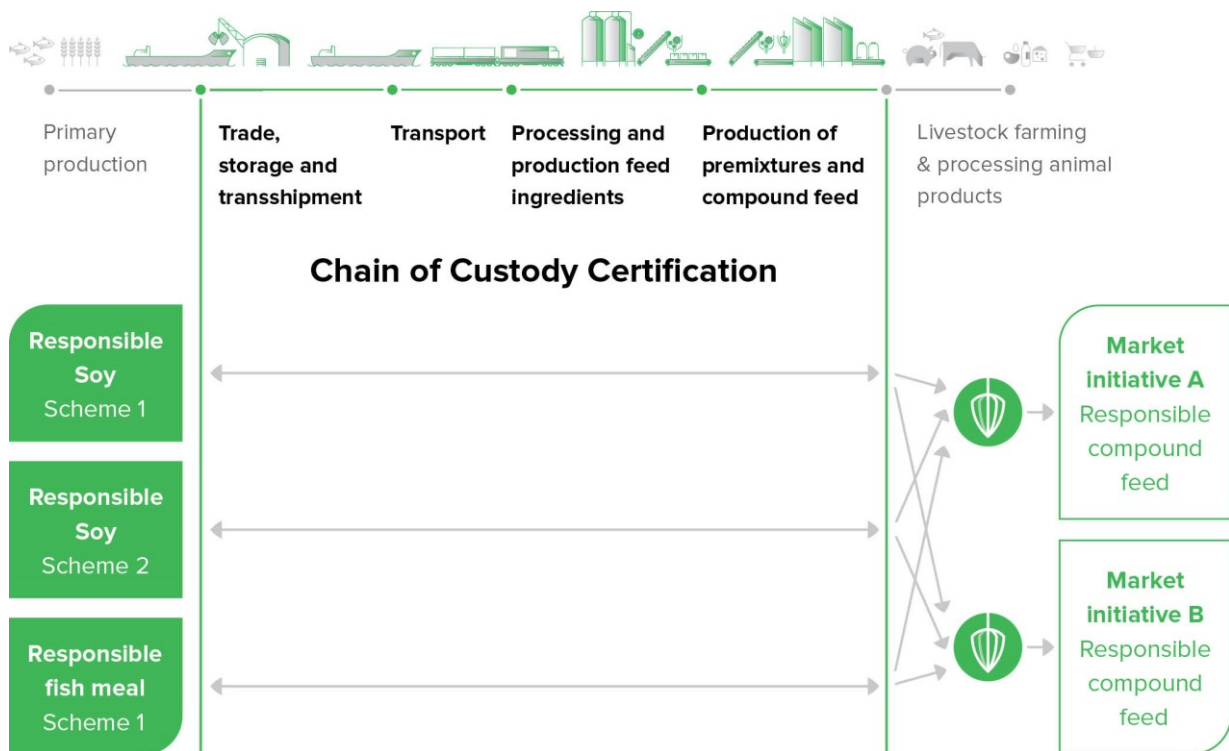 Primary
production
Trade,
storage and
transshipment
Transport
Processing and
production feed
ingredients
Production of
premixtures and
compound feed
Livestock farming
& processing animal
products
Chain of Custody Certification
Responsible
Soy
Scheme 1
Responsible
Soy
Scheme 2
Responsible
fish meal
Scheme 1
Market
initiative A
Responsible
compound
feed
Market
initiative B
Responsible
compound
feed